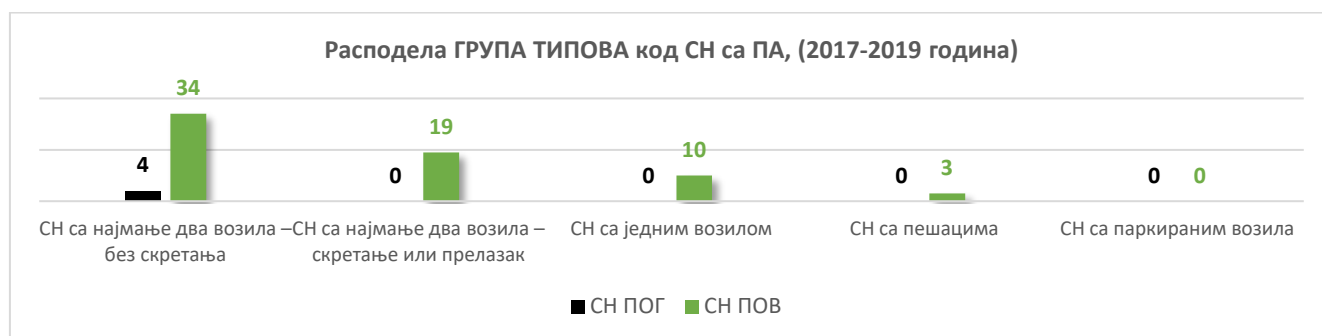 Расподела ГРУПА ТИПОВА код СН са ПА, (2017-2019 година)
34
4
0
19
0
10
0
3
0
0
СН са најмање два возила –
без скретања
СН са најмање два возила –
скретање или прелазак
СН са једним возилом
СН са пешацима
СН са паркираним возила
СН ПОГ
СН ПОВ